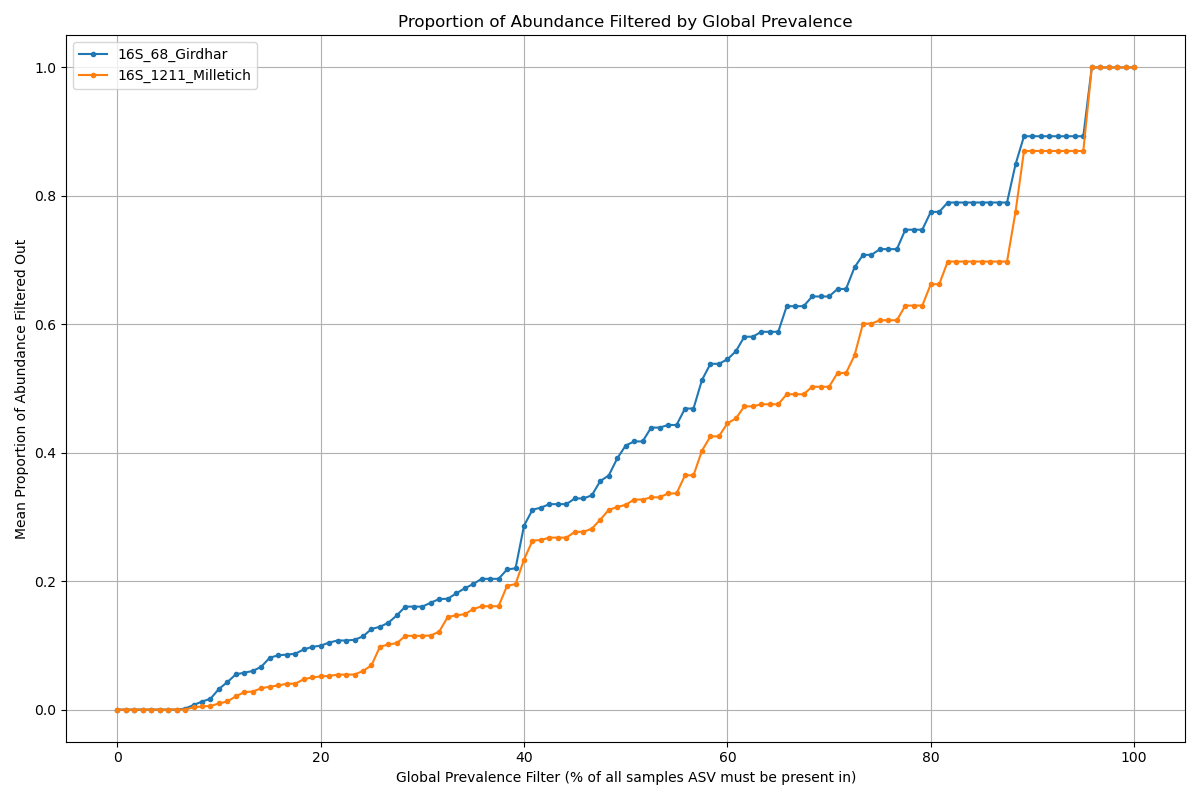 Proportion of Abundance Filtered by Global Prevalence
16S_68_Girdhar
16S_1211_Milletich
Mean Proportion of Abundance Filtered Out
1.0
0.8
0.6
0.4
0.2
0.0
0 20 40 60 80 100
Global Prevalence Filter (% of all samples ASV must be present in)